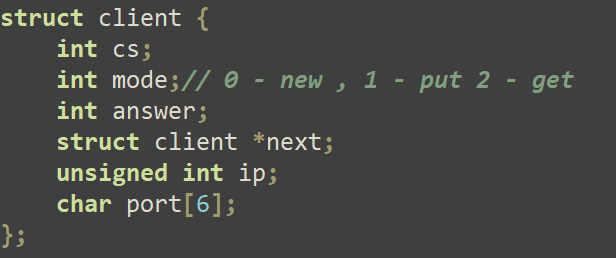 struct client {
    int cs;
    int mode;// 0 - new , 1 - put 2 - get
    int answer;
    struct client *next;
    unsigned int ip;
    char port[6];
};